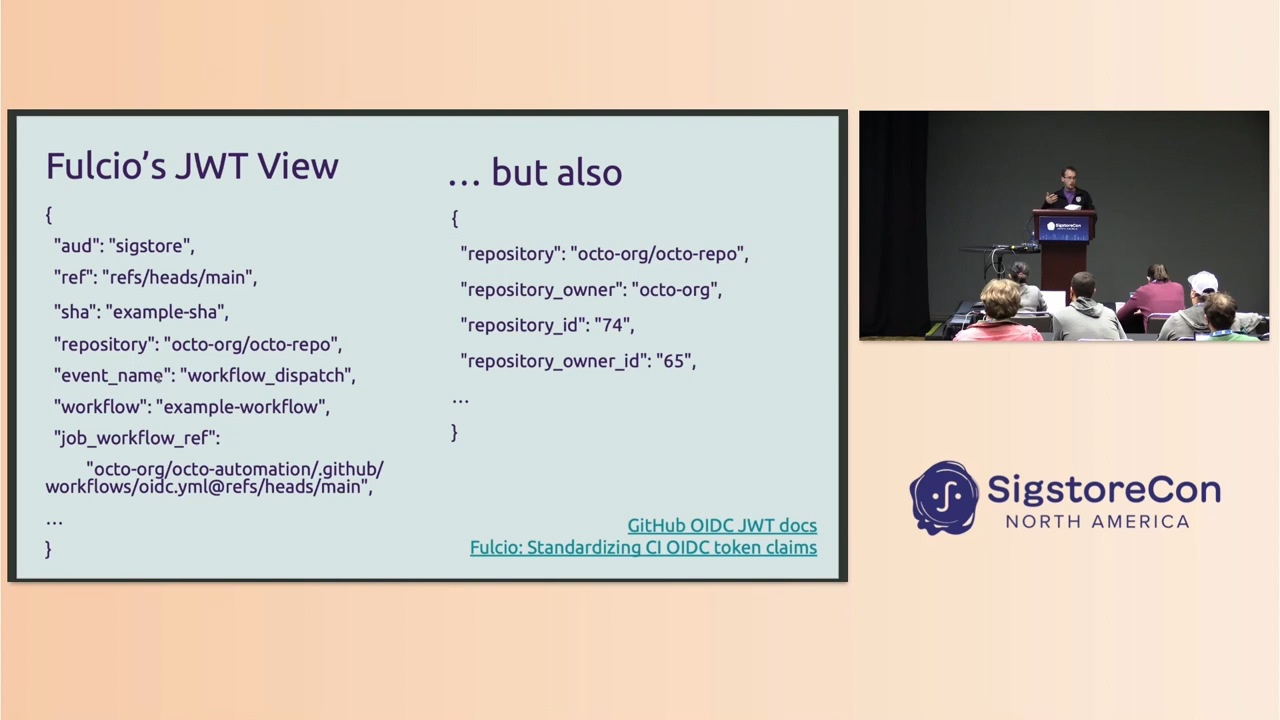 Fulcio’s JWT View
{
"aud": "sigstore",
"ref": "refs/heads/main",
"sha": "example-sha",
"repository": "octo-org/octo-repo",
"event_name": "workflow_dispatch",
"workflow": "example-workflow",
"job_workflow_ref":
"octo-org/octo-automation/.github/
workflows/oidc.yml@refs/heads/main",
...
}
... but also
{
"repository": "octo-org/octo-repo",
"repository_owner": "octo-org",
"repository_id": "74",
"repository_owner_id": "65",
...
}
GitHub OIDC JWT docs
Fulcio: Standardizing CI OIDC token claims
SigstoreCon
NORTH AMERICA
SigstoreCon
NORTH AMERICA